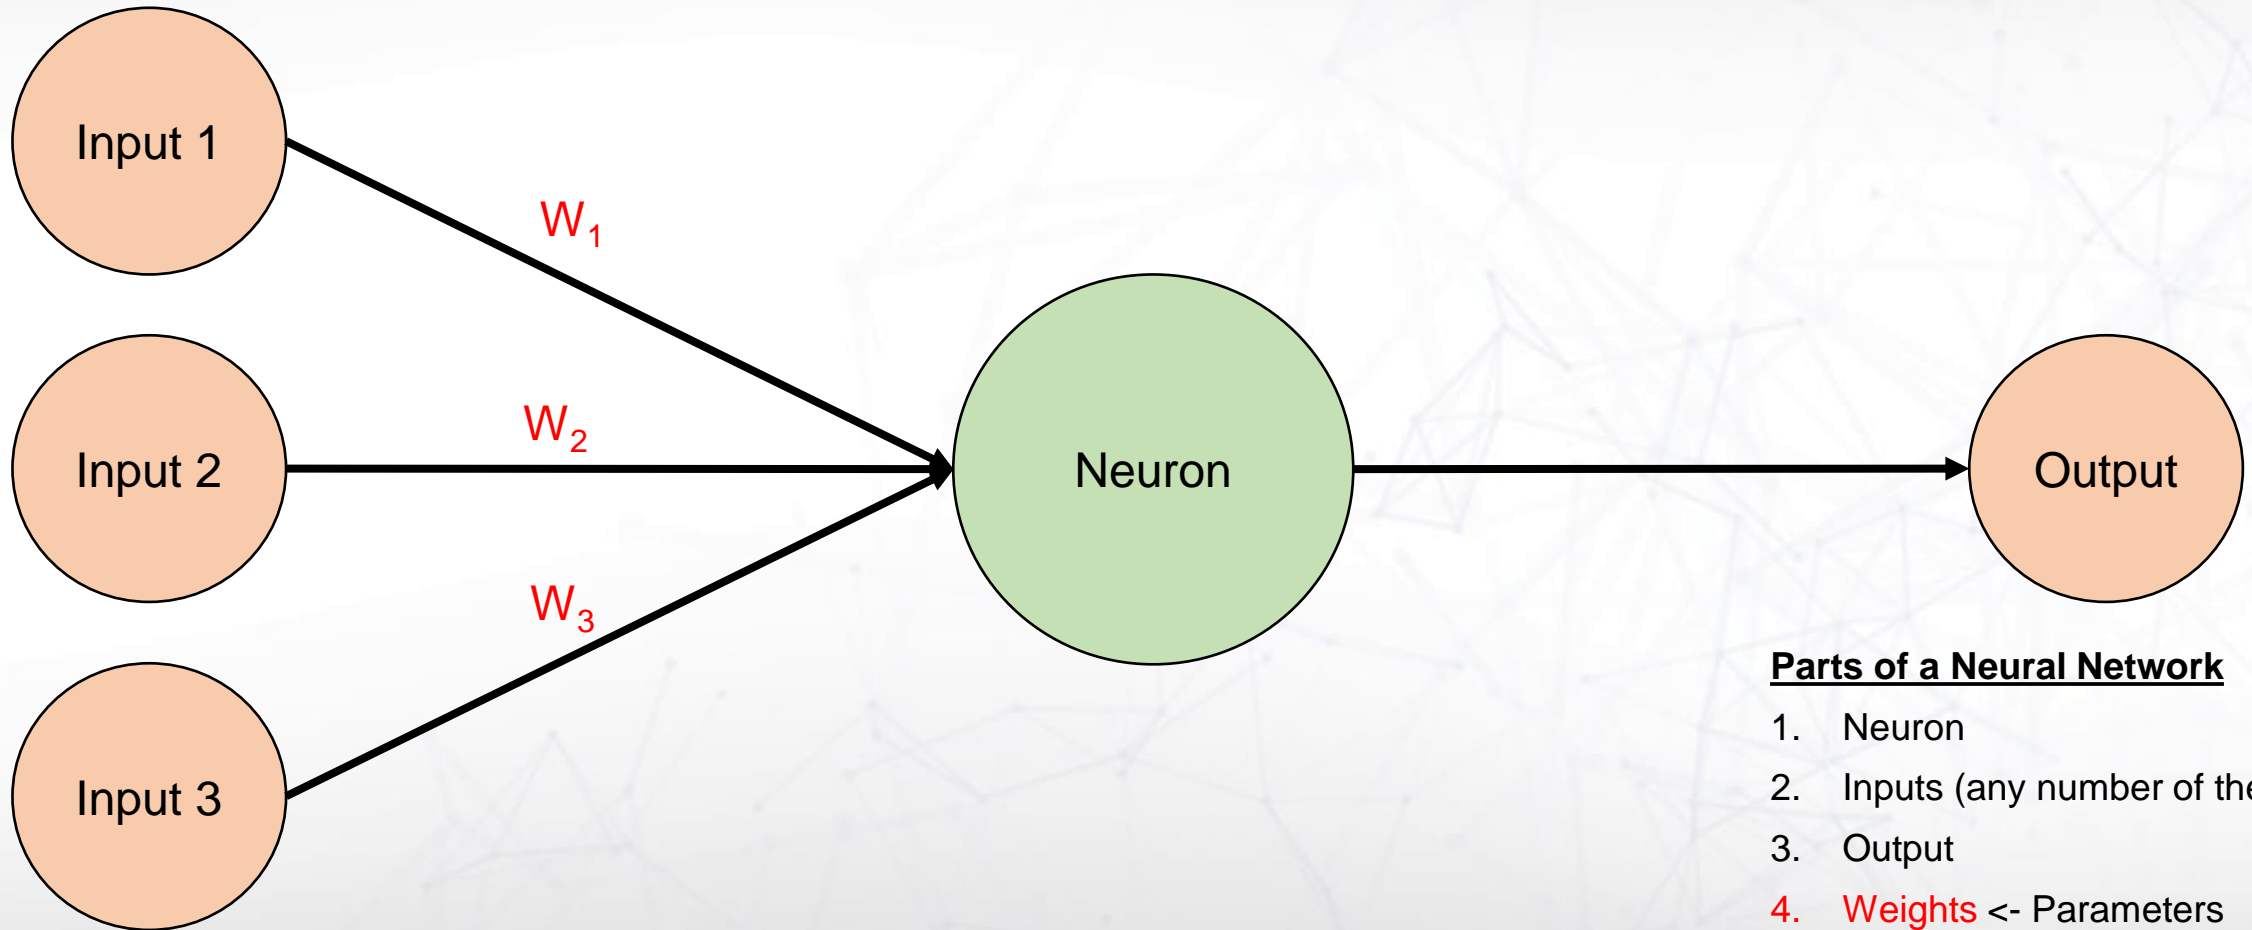 Input 1
W₁
Input 2
W₂
Neuron
Output
W₃
Input 3
Parts of a Neural Network
1. Neuron
2. Inputs (any number of the
3. Output
4. Weights <- Parameters